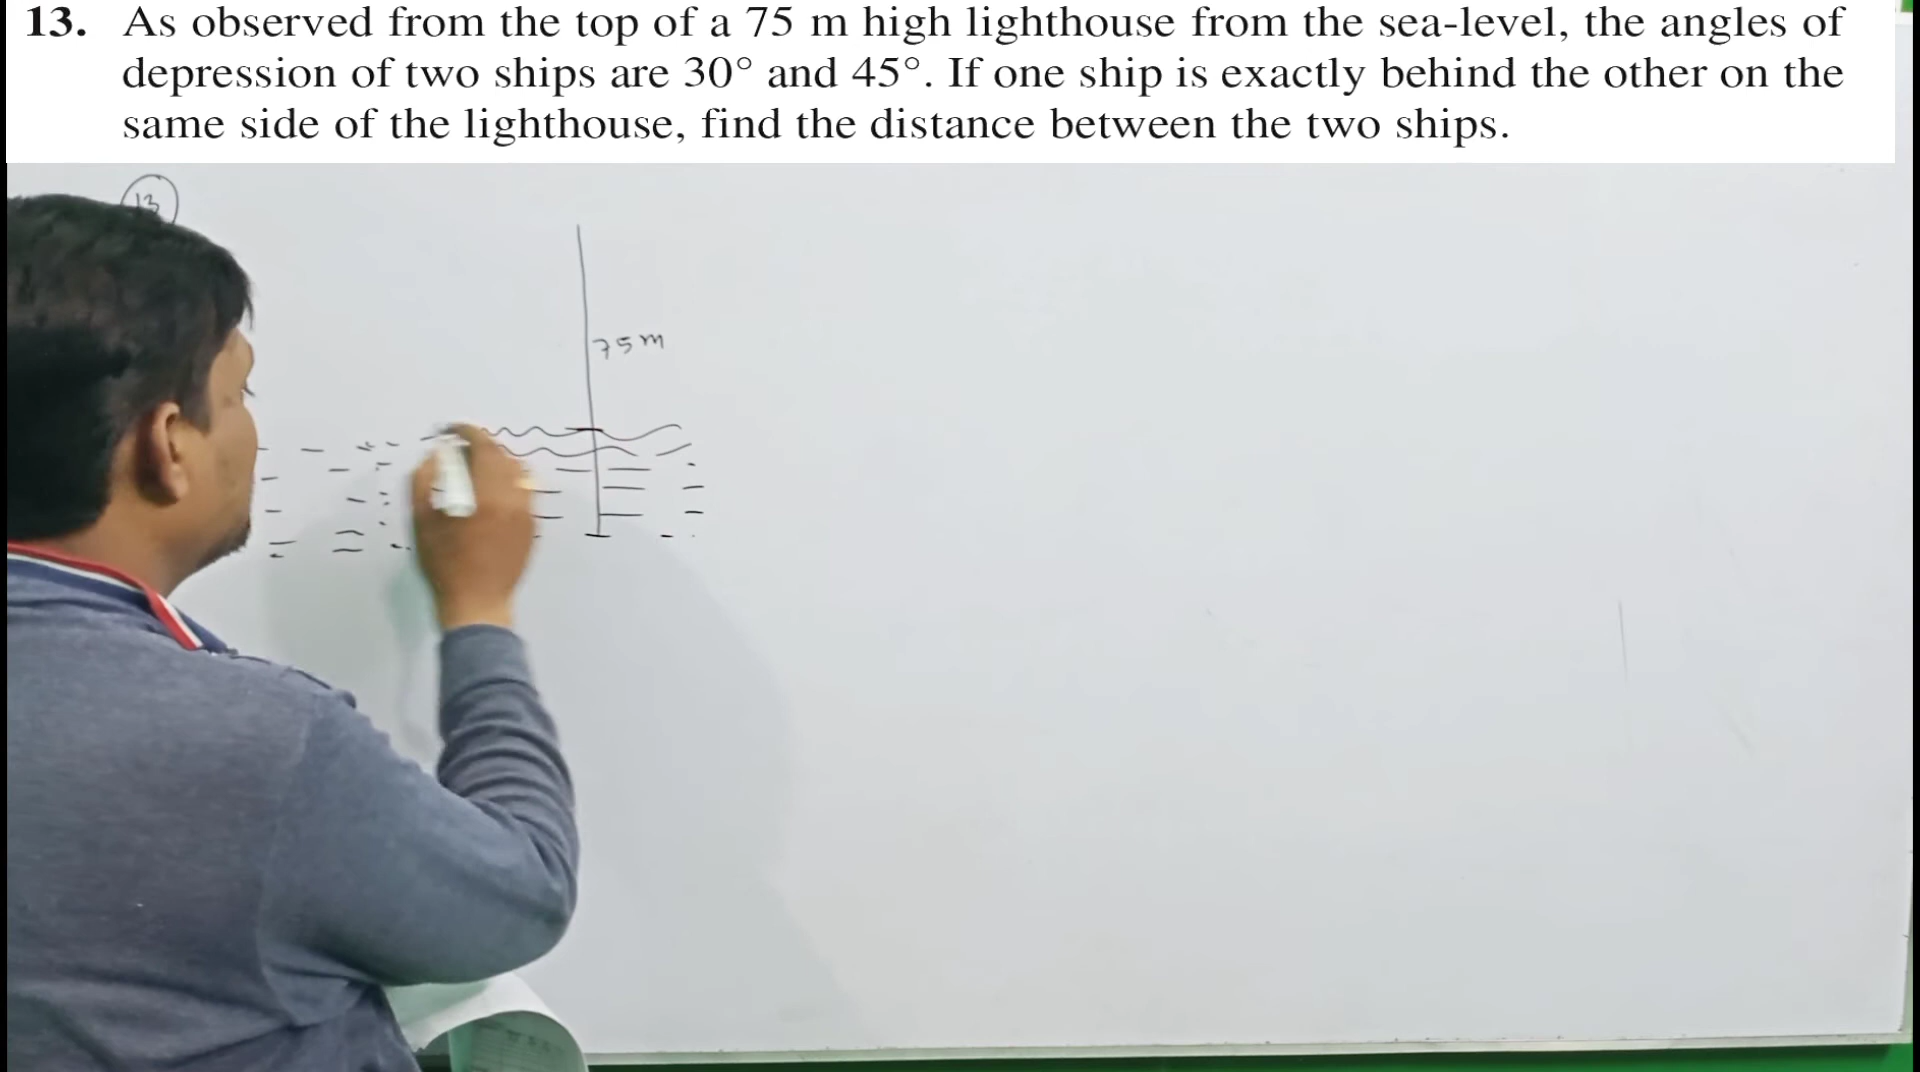 13. As observed from the top of a 75 m high lighthouse from the sea-level, the angles of
depression of two ships are 30° and 45°. If one ship is exactly behind the other on the
same side of the lighthouse, find the distance between the two ships.
13
75 m